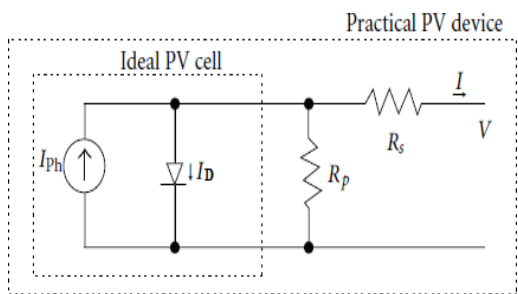 Practical PV device
Ideal PV cell
I
V
Rs
IPh
↓ID
Rp